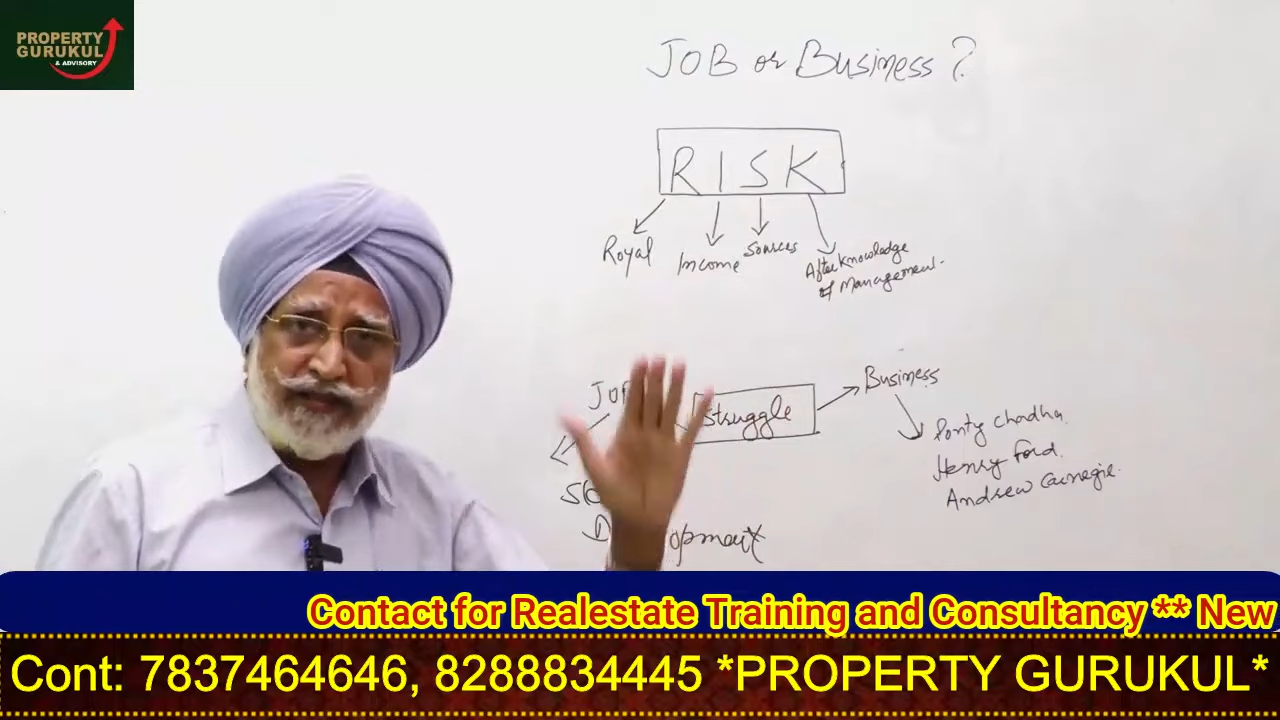 PROPERTY
GURUKUL
& ADVISORY
JOB or Business ?
RISK
Royal Income Sources After Knowledge
of Management.
JOB Struggle Business
Ponty Chadha
Henry Ford.
Andrew Carnegie.
Contact for Realestate Training and Consultancy ** New
Cont: 7837464646, 8288834445 *PROPERTY GURUKUL*